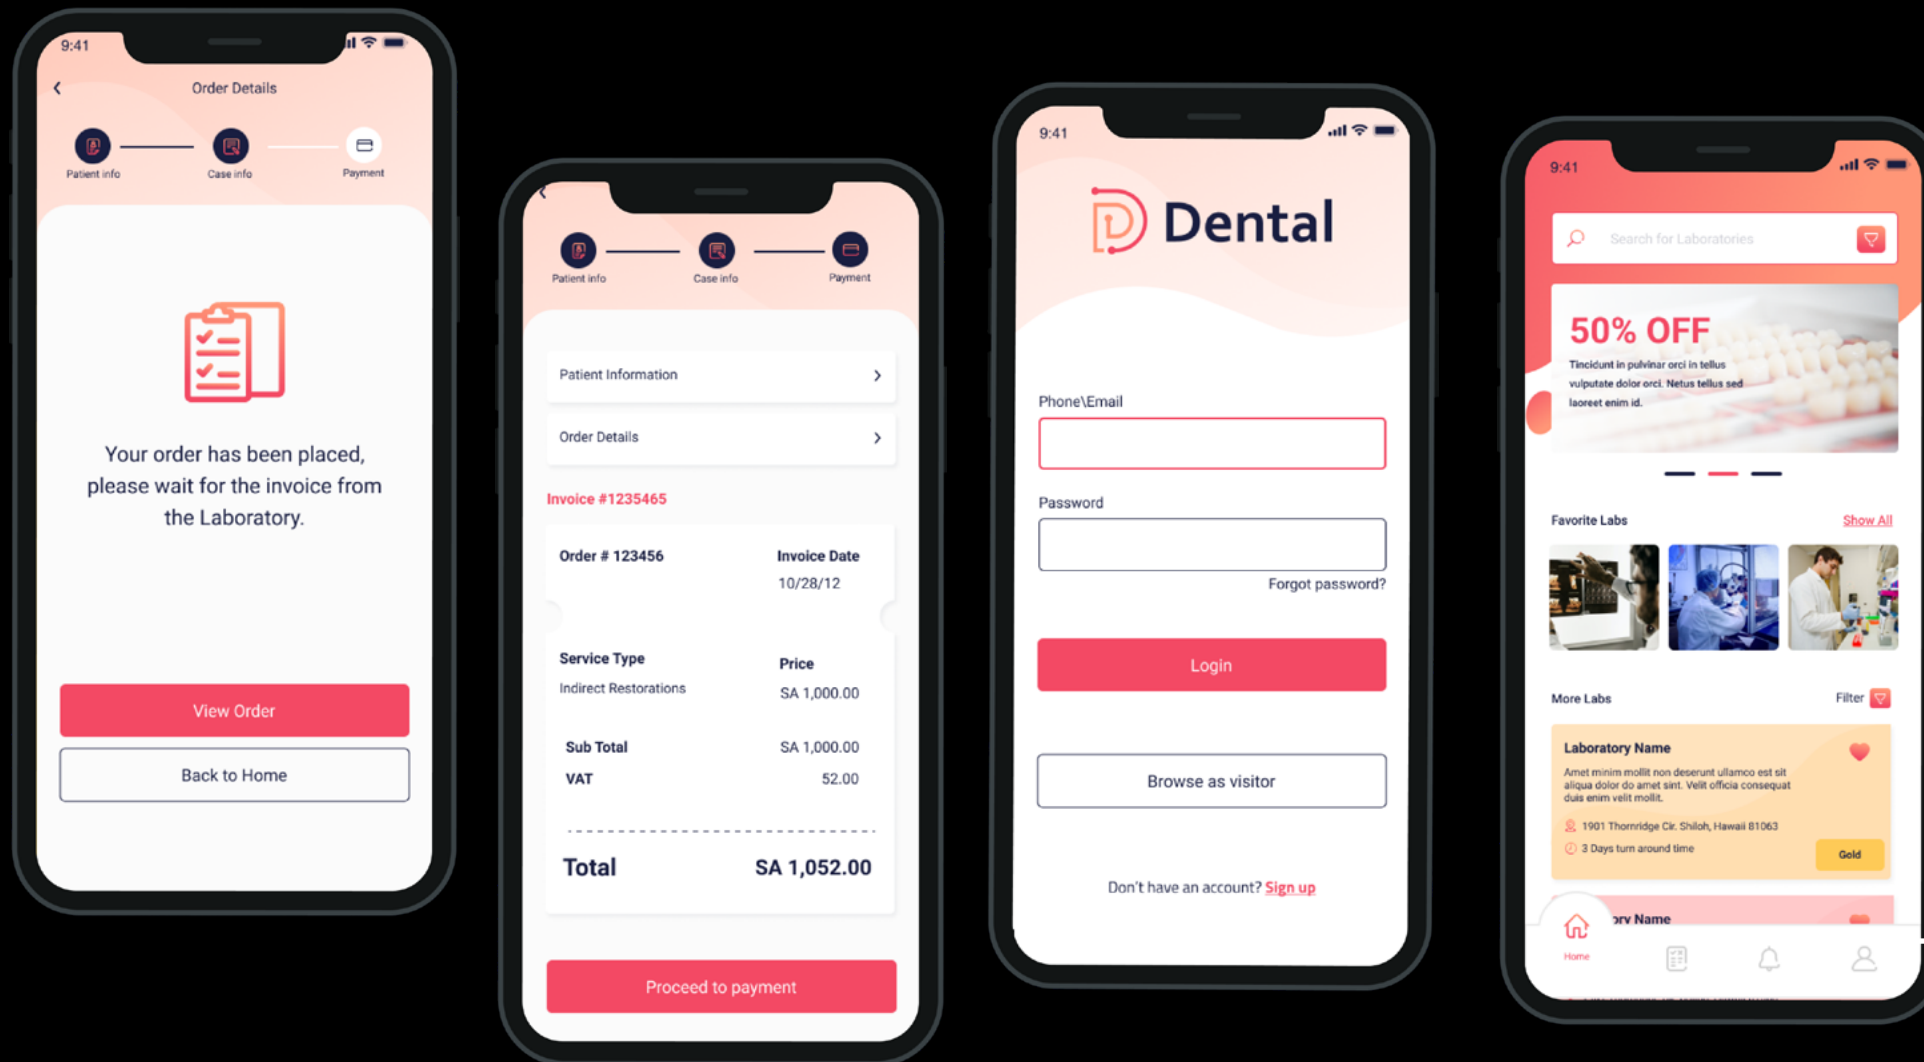 9:41
Order Details
Patient info
Case info
Payment
Your order has been placed,
please wait for the invoice from
the Laboratory.
View Order
Back to Home
Patient info
Case info
Payment
Patient Information
Order Details
Invoice #1235465
Order # 123456
Invoice Date
10/28/12
Service Type
Price
Indirect Restorations
SA 1,000.00
Sub Total
SA 1,000.00
VAT
52.00
Total
SA 1,052.00
Proceed to payment
9:41
Dental
Phone\Email
Password
Forgot password?
Login
Browse as visitor
Don't have an account? Sign up
9:41
Search for Laboratories
50% OFF
Tincidunt in pulvinar orci in tellus
vulputate dolor orci. Netus tellus sed
laoreet enim id.
Favorite Labs
Show All
More Labs
Filter
Laboratory Name
Amet minim mollit non deserunt ullamco est sit
aliqua dolor do amet sint. Velit officia consequat
duis enim velit mollit.
1901 Thornridge Cir. Shiloh, Hawaii 81063
3 Days turn around time
Gold
ory Name
Home